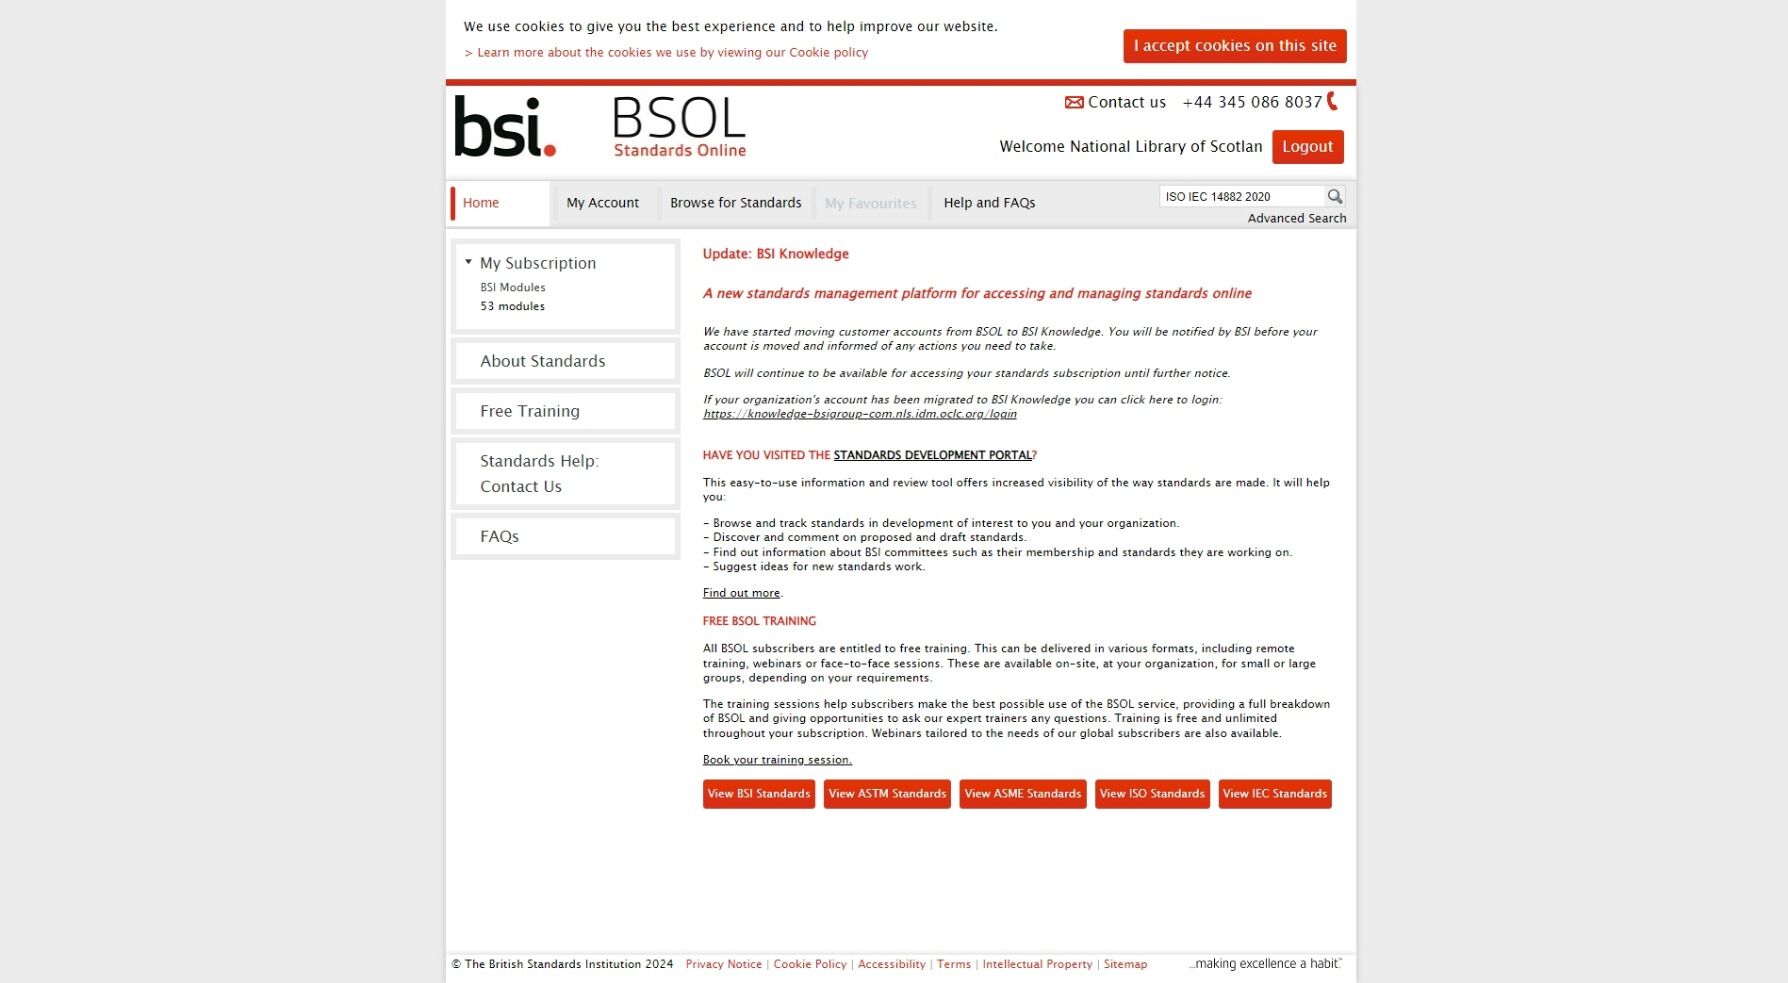 We use cookies to give you the best experience and to help improve our website.
> Learn more about the cookies we use by viewing our Cookie policy
I accept cookies on this site
bsi.
BSOL
Standards Online
Contact us +44 345 086 8037
Welcome National Library of Scotlan
Logout
Home
My Account
Browse for Standards
My Favourites
Help and FAQs
ISO IEC 14882 2020
Advanced Search
My Subscription
BSI Modules
53 modules
About Standards
Free Training
Standards Help:
Contact Us
FAQs
Update: BSI Knowledge
A new standards management platform for accessing and managing standards online
We have started moving customer accounts from BSOL to BSI Knowledge. You will be notified by BSI before your
account is moved and informed of any actions you need to take.
BSOL will continue to be available for accessing your standards subscription until further notice.
If your organization's account has been migrated to BSI Knowledge you can click here to login:
https://knowledge-bsigroup-com.nls.idm.oclc.org/login
HAVE YOU VISITED THE STANDARDS DEVELOPMENT PORTAL?
This easy-to-use information and review tool offers increased visibility of the way standards are made. It will help
you:
- Browse and track standards in development of interest to you and your organization.
- Discover and comment on proposed and draft standards.
- Find out information about BSI committees such as their membership and standards they are working on.
- Suggest ideas for new standards work.
Find out more.
FREE BSOL TRAINING
All BSOL subscribers are entitled to free training. This can be delivered in various formats, including remote
training, webinars or face-to-face sessions. These are available on-site, at your organization, for small or large
groups, depending on your requirements.
The training sessions help subscribers make the best possible use of the BSOL service, providing a full breakdown
of BSOL and giving opportunities to ask our expert trainers any questions. Training is free and unlimited
throughout your subscription. Webinars tailored to the needs of our global subscribers are also available.
Book your training session.
View BSI Standards
View ASTM Standards
View ASME Standards
View ISO Standards
View IEC Standards
© The British Standards Institution 2024 Privacy Notice | Cookie Policy | Accessibility | Terms | Intellectual Property | Sitemap
...making excellence a habit.™